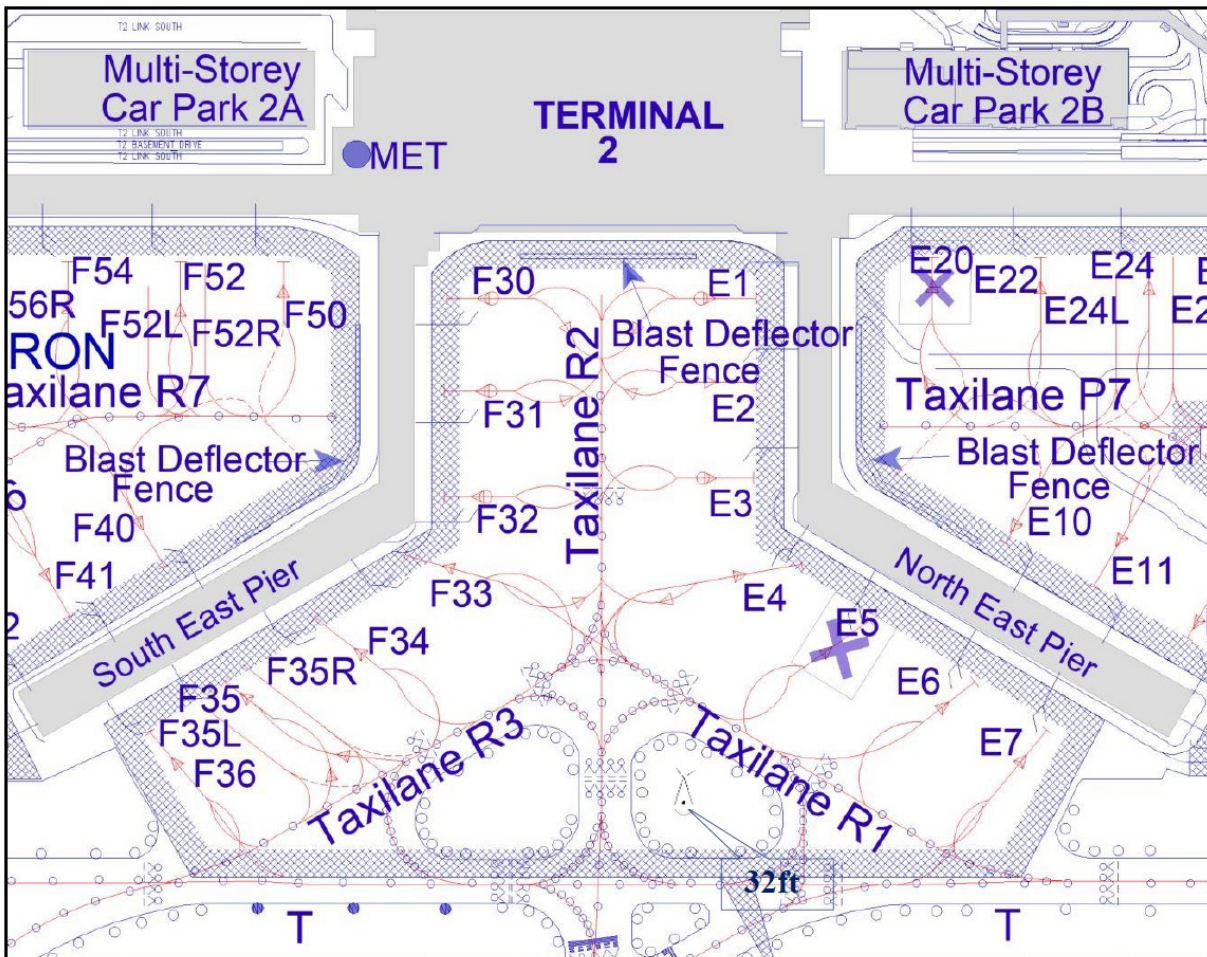 T2 LINK SOUTH
Multi-Storey
Car Park 2A
T2 LINK SOUTH
T2 BASEMENT_DRIVE
T2 LINK SOUTH
MET
TERMINAL
2
Multi-Storey
Car Park 2B
F54
F52
56R
F52L
F52R
F50
RON
axilane R7
Blast Deflector
Fence
F40
F41
6
2
South East Pier
F30
E1
Blast Deflector
Fence
F31
E2
F32
E3
Taxilane R2
F33
E4
F34
F35R
F35
F35L
F36
E5
E6
E7
Taxilane R3
Taxilane R1
E20
E22
E24
E24L
E2
Taxilane P7
Blast Deflector
Fence
E10
E11
North East Pier
32ft
T
T